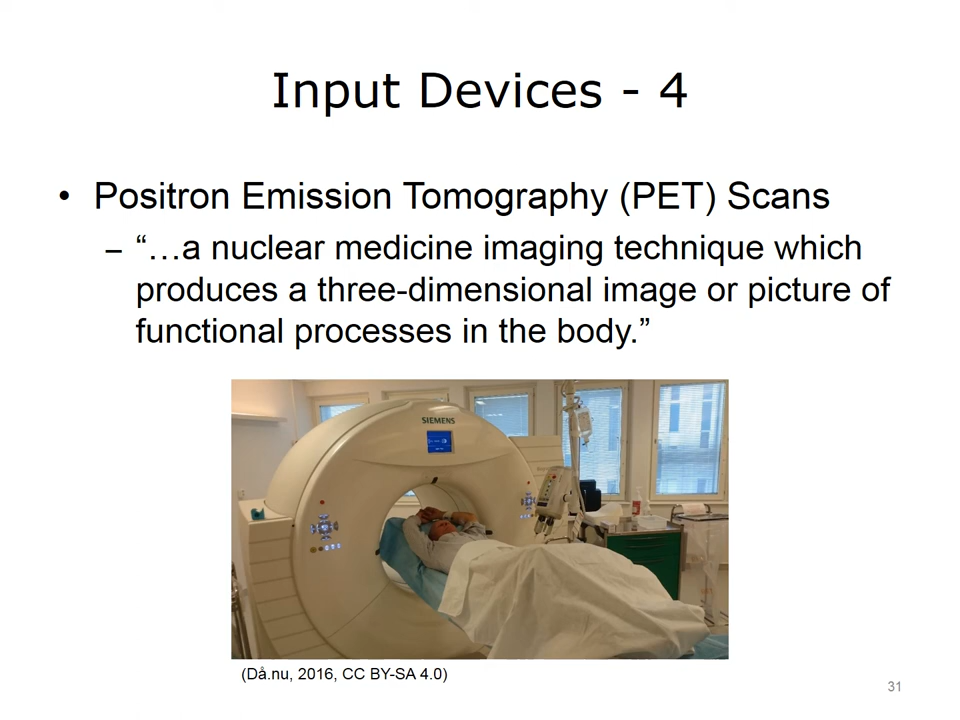 Input Devices - 4
• Positron Emission Tomography (PET) Scans
– “…a nuclear medicine imaging technique which
produces a three-dimensional image or picture of
functional processes in the body.”
SIEMENS
(Då.nu, 2016, CC BY-SA 4.0)
31